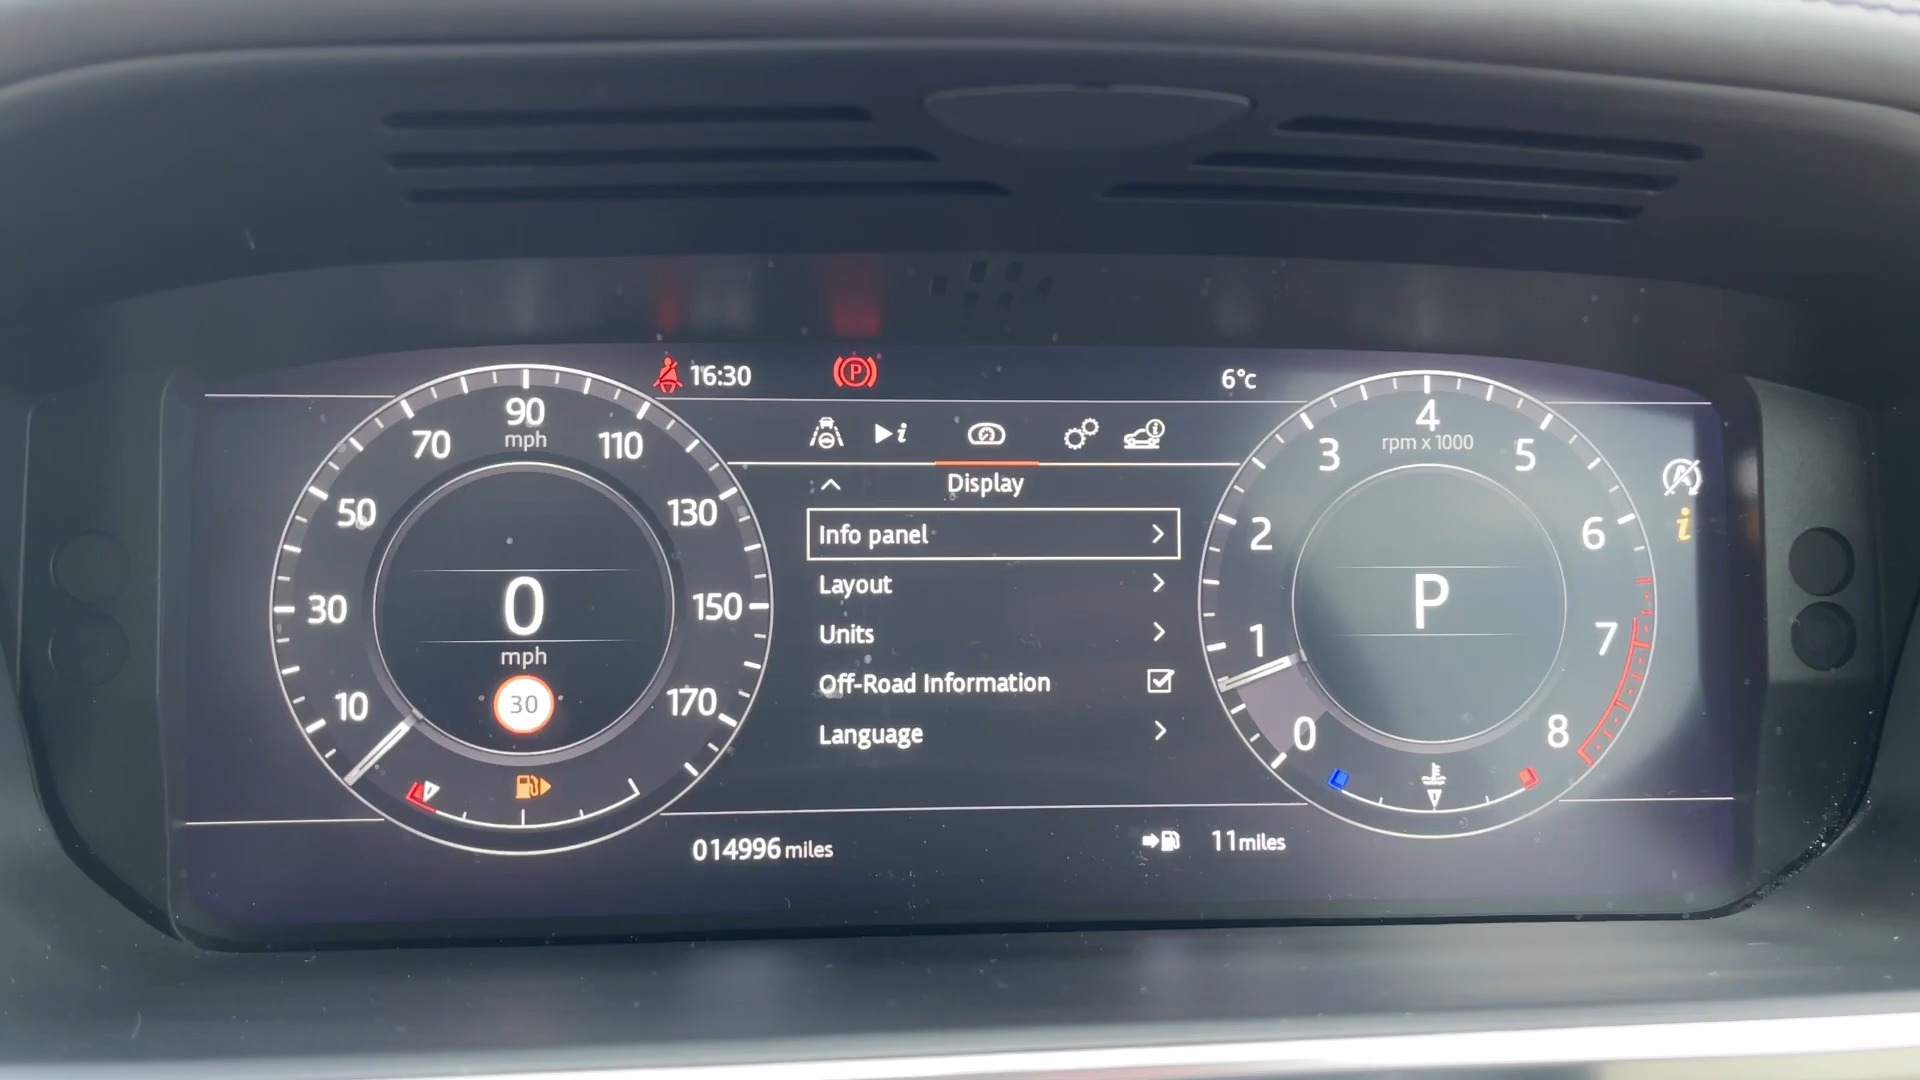 16:30
P
6°c
90
mph
70
110
50
130
30
150
10
170
0
mph
30
i
Display
Info panel
Layout
Units
Off-Road Information
Language
4
rpm x 1000
3
5
2
6
1
7
0
8
P
A
i
014996 miles
11 miles